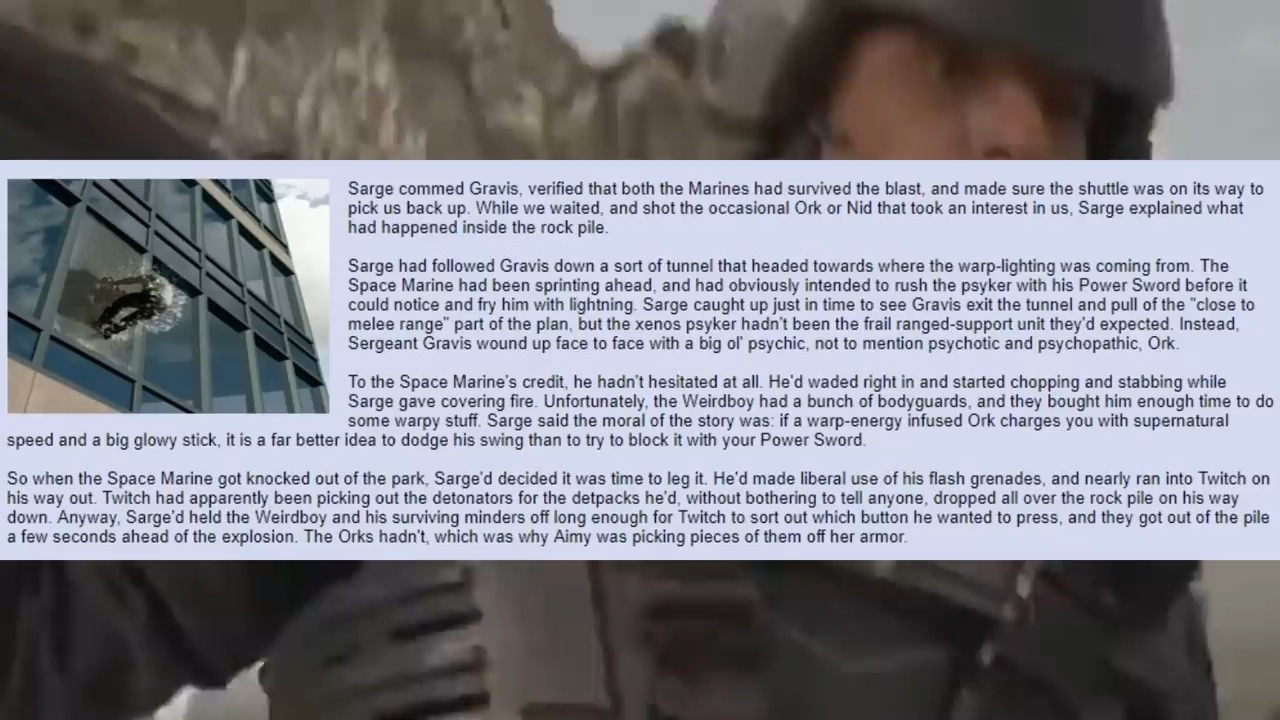 Sarge commed Gravis, verified that both the Marines had survived the blast, and made sure the shuttle was on its way to
pick us back up. While we waited, and shot the occasional Ork or Nid that took an interest in us, Sarge explained what
had happened inside the rock pile.
Sarge had followed Gravis down a sort of tunnel that headed towards where the warp-lighting was coming from. The
Space Marine had been sprinting ahead, and had obviously intended to rush the psyker with his Power Sword before it
could notice and fry him with lightning. Sarge caught up just in time to see Gravis exit the tunnel and pull of the "close to
melee range" part of the plan, but the xenos psyker hadn't been the frail ranged-support unit they'd expected. Instead,
Sergeant Gravis wound up face to face with a big ol' psychic, not to mention psychotic and psychopathic, Ork.
To the Space Marine's credit, he hadn't hesitated at all. He'd waded right in and started chopping and stabbing while
Sarge gave covering fire. Unfortunately, the Weirdboy had a bunch of bodyguards, and they bought him enough time to do
some warpy stuff. Sarge said the moral of the story was: if a warp-energy infused Ork charges you with supernatural
speed and a big glowy stick, it is a far better idea to dodge his swing than to try to block it with your Power Sword.
So when the Space Marine got knocked out of the park, Sarge'd decided it was time to leg it. He'd made liberal use of his flash grenades, and nearly ran into Twitch on
his way out. Twitch had apparently been picking out the detonators for the detpacks he'd, without bothering to tell anyone, dropped all over the rock pile on his way
down. Anyway, Sarge'd held the Weirdboy and his surviving minders off long enough for Twitch to sort out which button he wanted to press, and they got out of the pile
a few seconds ahead of the explosion. The Orks hadn't, which was why Aimy was picking pieces of them off her armor.